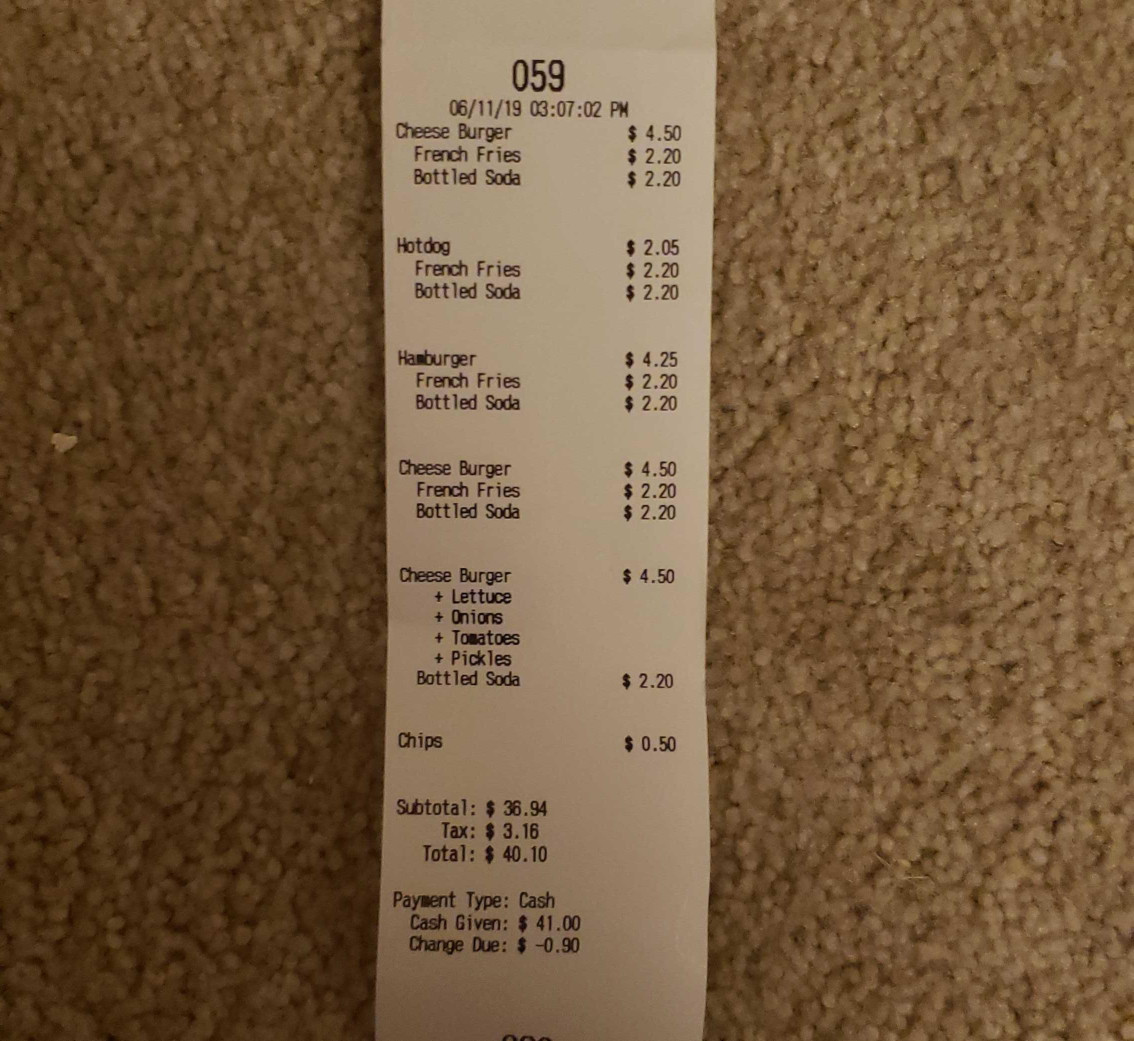 059
06/11/19 03:07:02 PM
Cheese Burger $ 4.50
French Fries $ 2.20
Bottled Soda $ 2.20
Hotdog $ 2.05
French Fries $ 2.20
Bottled Soda $ 2.20
Hamburger $ 4.25
French Fries $ 2.20
Bottled Soda $ 2.20
Cheese Burger $ 4.50
French Fries $ 2.20
Bottled Soda $ 2.20
Cheese Burger $ 4.50
+ Lettuce
+ Onions
+ Tomatoes
+ Pickles
Bottled Soda $ 2.20
Chips $ 0.50
Subtotal: $ 36.94
Tax: $ 3.16
Total: $ 40.10
Payment Type: Cash
Cash Given: $ 41.00
Change Due: $ -0.90